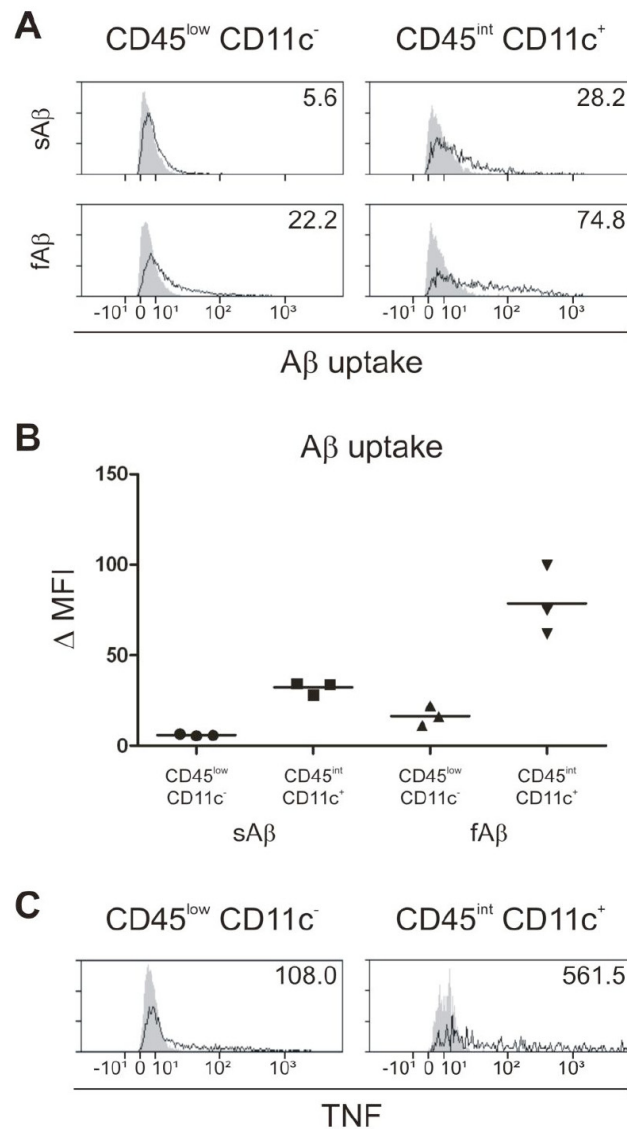 A
CD45low CD11c- CD45int CD11c+
sAβ 5.6 28.2
fAβ 22.2 74.8
-10¹ 0 10¹ 10² 10³ -10¹ 0 10¹ 10² 10³
Aβ uptake
B
Aβ uptake
150
100
50
0
Δ MFI
CD45low CD45int CD45low CD45int
CD11c- CD11c+ CD11c- CD11c+
sAβ fAβ
C
CD45low CD11c- CD45int CD11c+
108.0 561.5
-10¹ 0 10¹ 10² 10³ -10¹ 0 10¹ 10² 10³
TNF